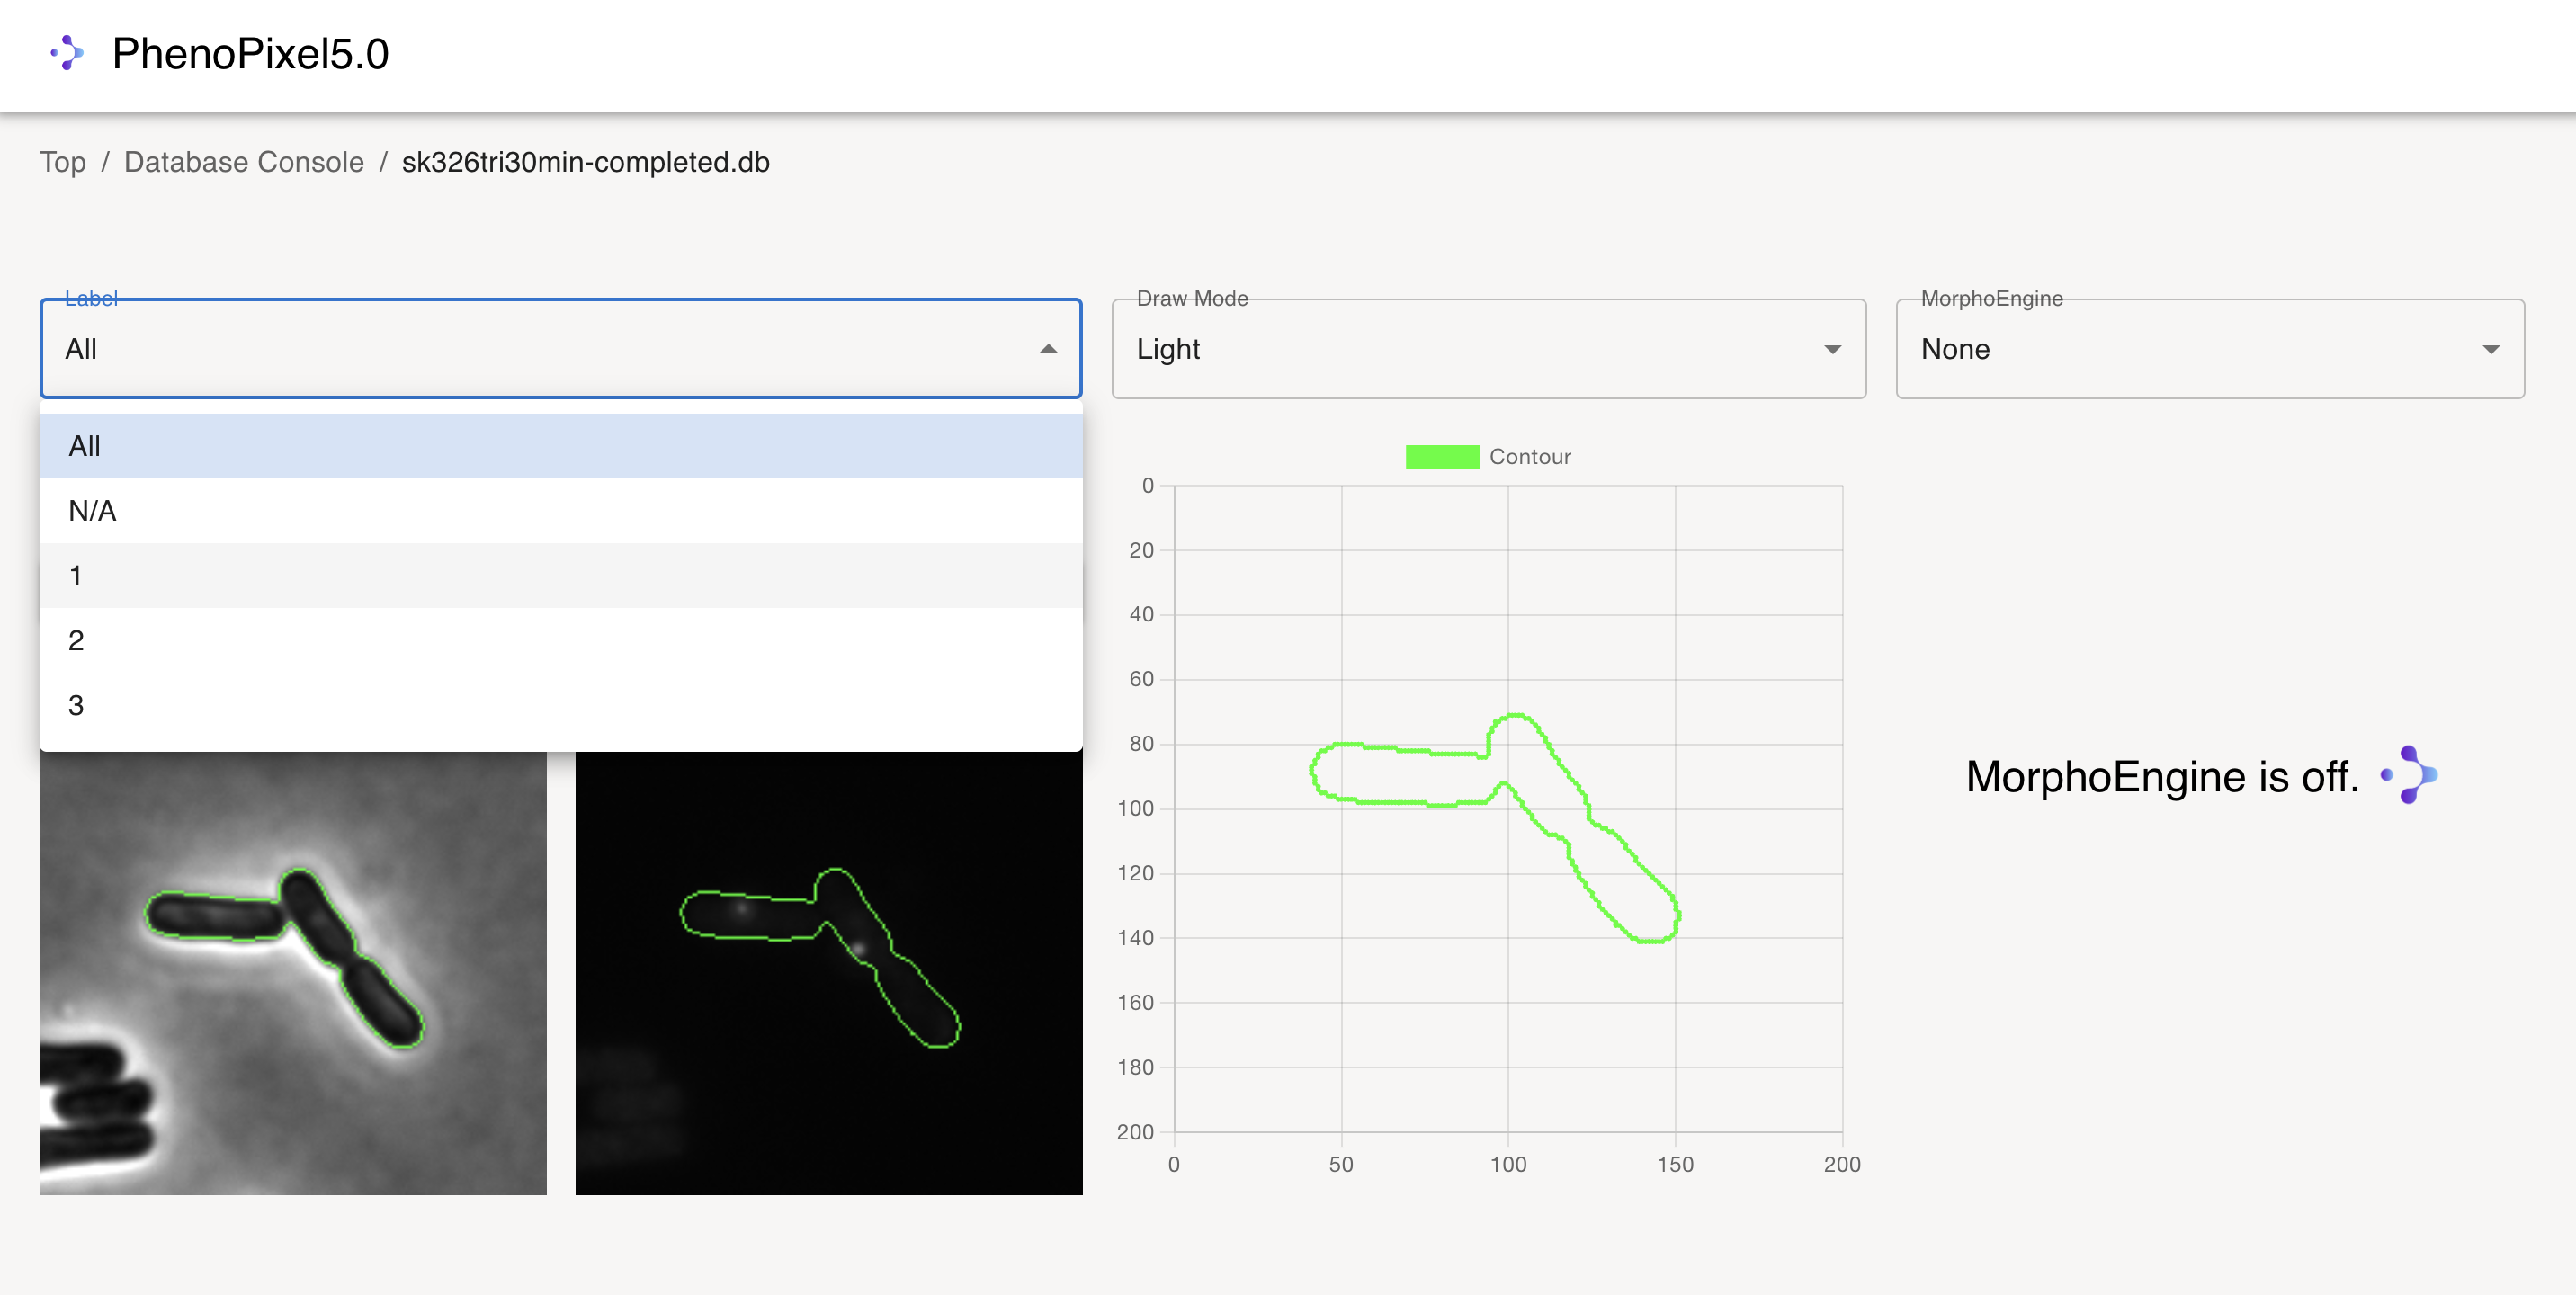 PhenoPixel5.0
Top / Database Console / sk326tri30min-completed.db
Label
All
Draw Mode
Light
MorphoEngine
None
All
N/A
1
2
3
Contour
0
20
40
60
80
100
120
140
160
180
200
0 50 100 150 200
MorphoEngine is off.